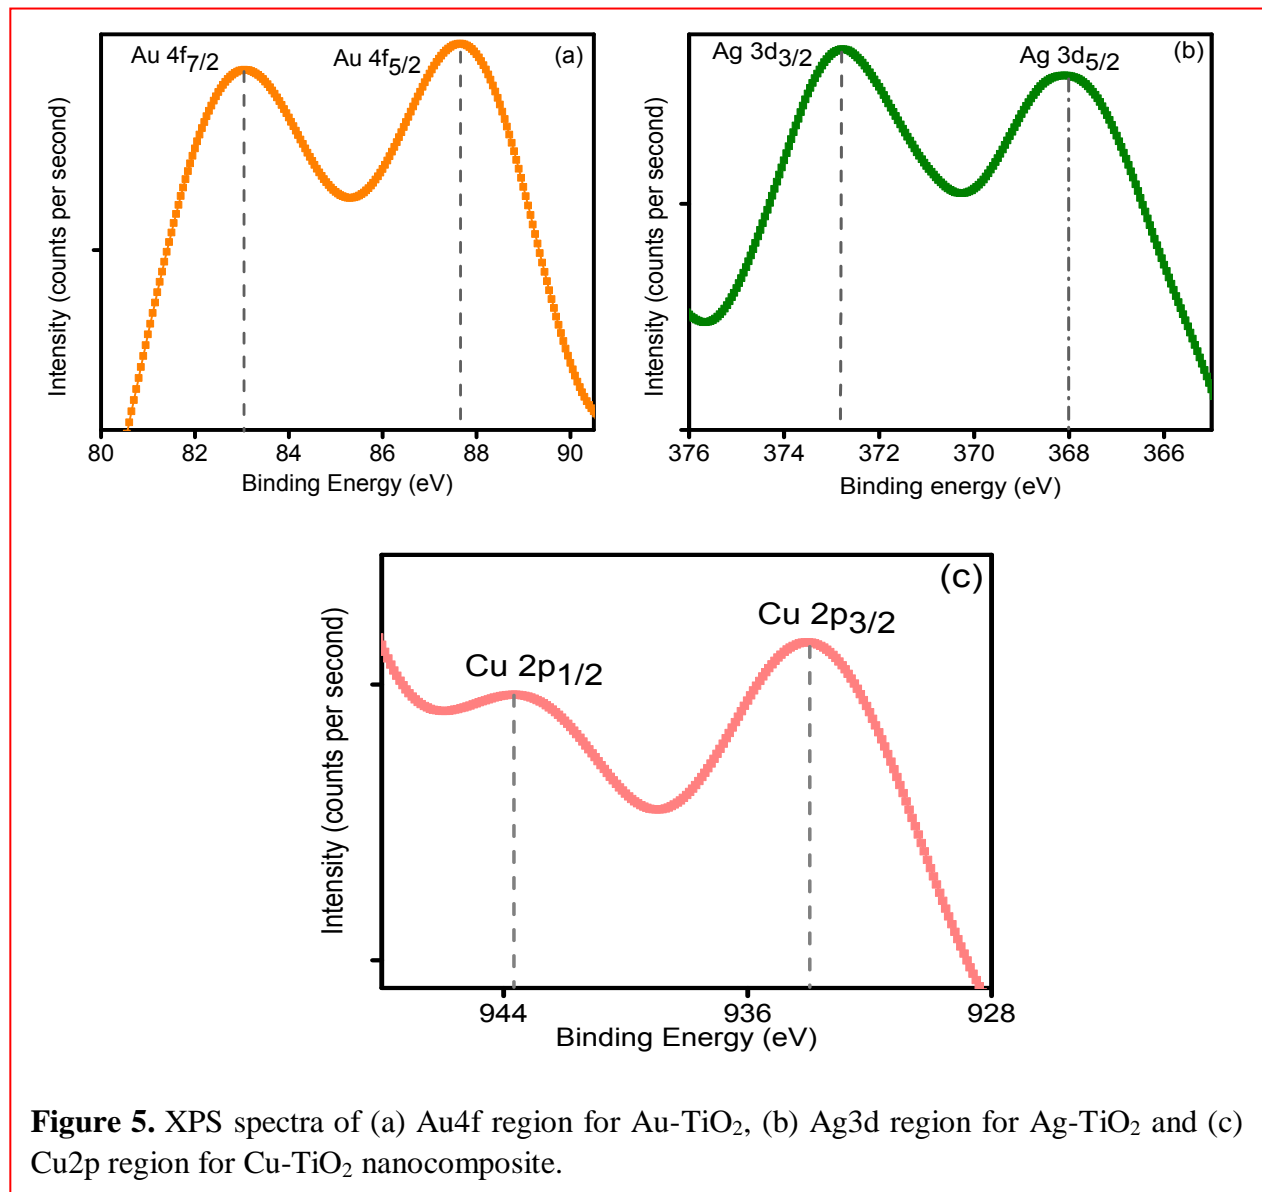 Au 4f7/2
Au 4f5/2
(a)
Intensity (counts per second)
80 82 84 86 88 90
Binding Energy (eV)
Ag 3d3/2
Ag 3d5/2
(b)
Intensity (counts per second)
376 374 372 370 368 366
Binding energy (eV)
(c)
Cu 2p1/2
Cu 2p3/2
Intensity (counts per second)
944 936 928
Binding Energy (eV)
Figure 5. XPS spectra of (a) Au4f region for Au-TiO2, (b) Ag3d region for Ag-TiO2 and (c)
Cu2p region for Cu-TiO2 nanocomposite.